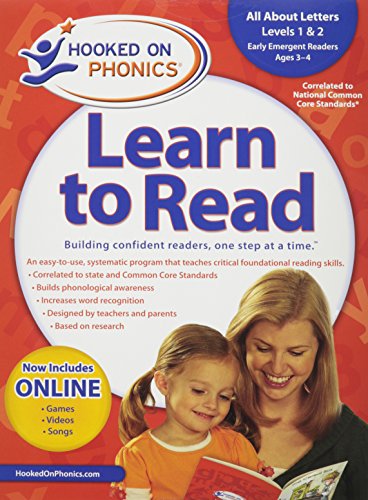 HOOKED ON
PHONICS®
All About Letters
Levels 1 & 2
Early Emergent Readers
Ages 3–4
Correlated to
National Common
Core Standards®
Learn
to Read
Building confident readers, one step at a time.™
An easy-to-use, systematic program that teaches critical foundational reading skills.
• Correlated to state and Common Core Standards
• Builds phonological awareness
• Increases word recognition
• Designed by teachers and parents
• Based on research
Now Includes
ONLINE
• Games
• Videos
• Songs
HookedOnPhonics.com